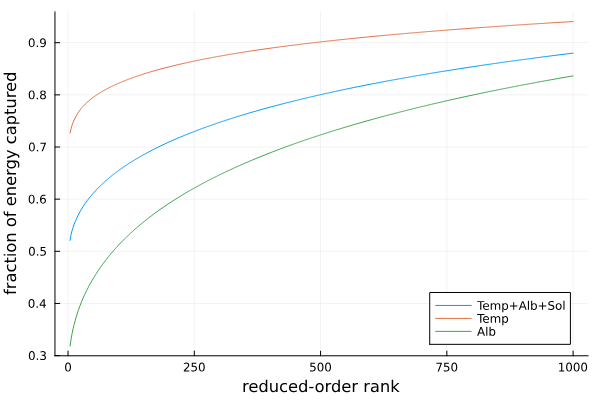 fraction of energy captured
0.9
0.8
0.7
0.6
0.5
0.4
0.3
0
250
500
750
1000
reduced-order rank
Temp+Alb+Sol
Temp
Alb